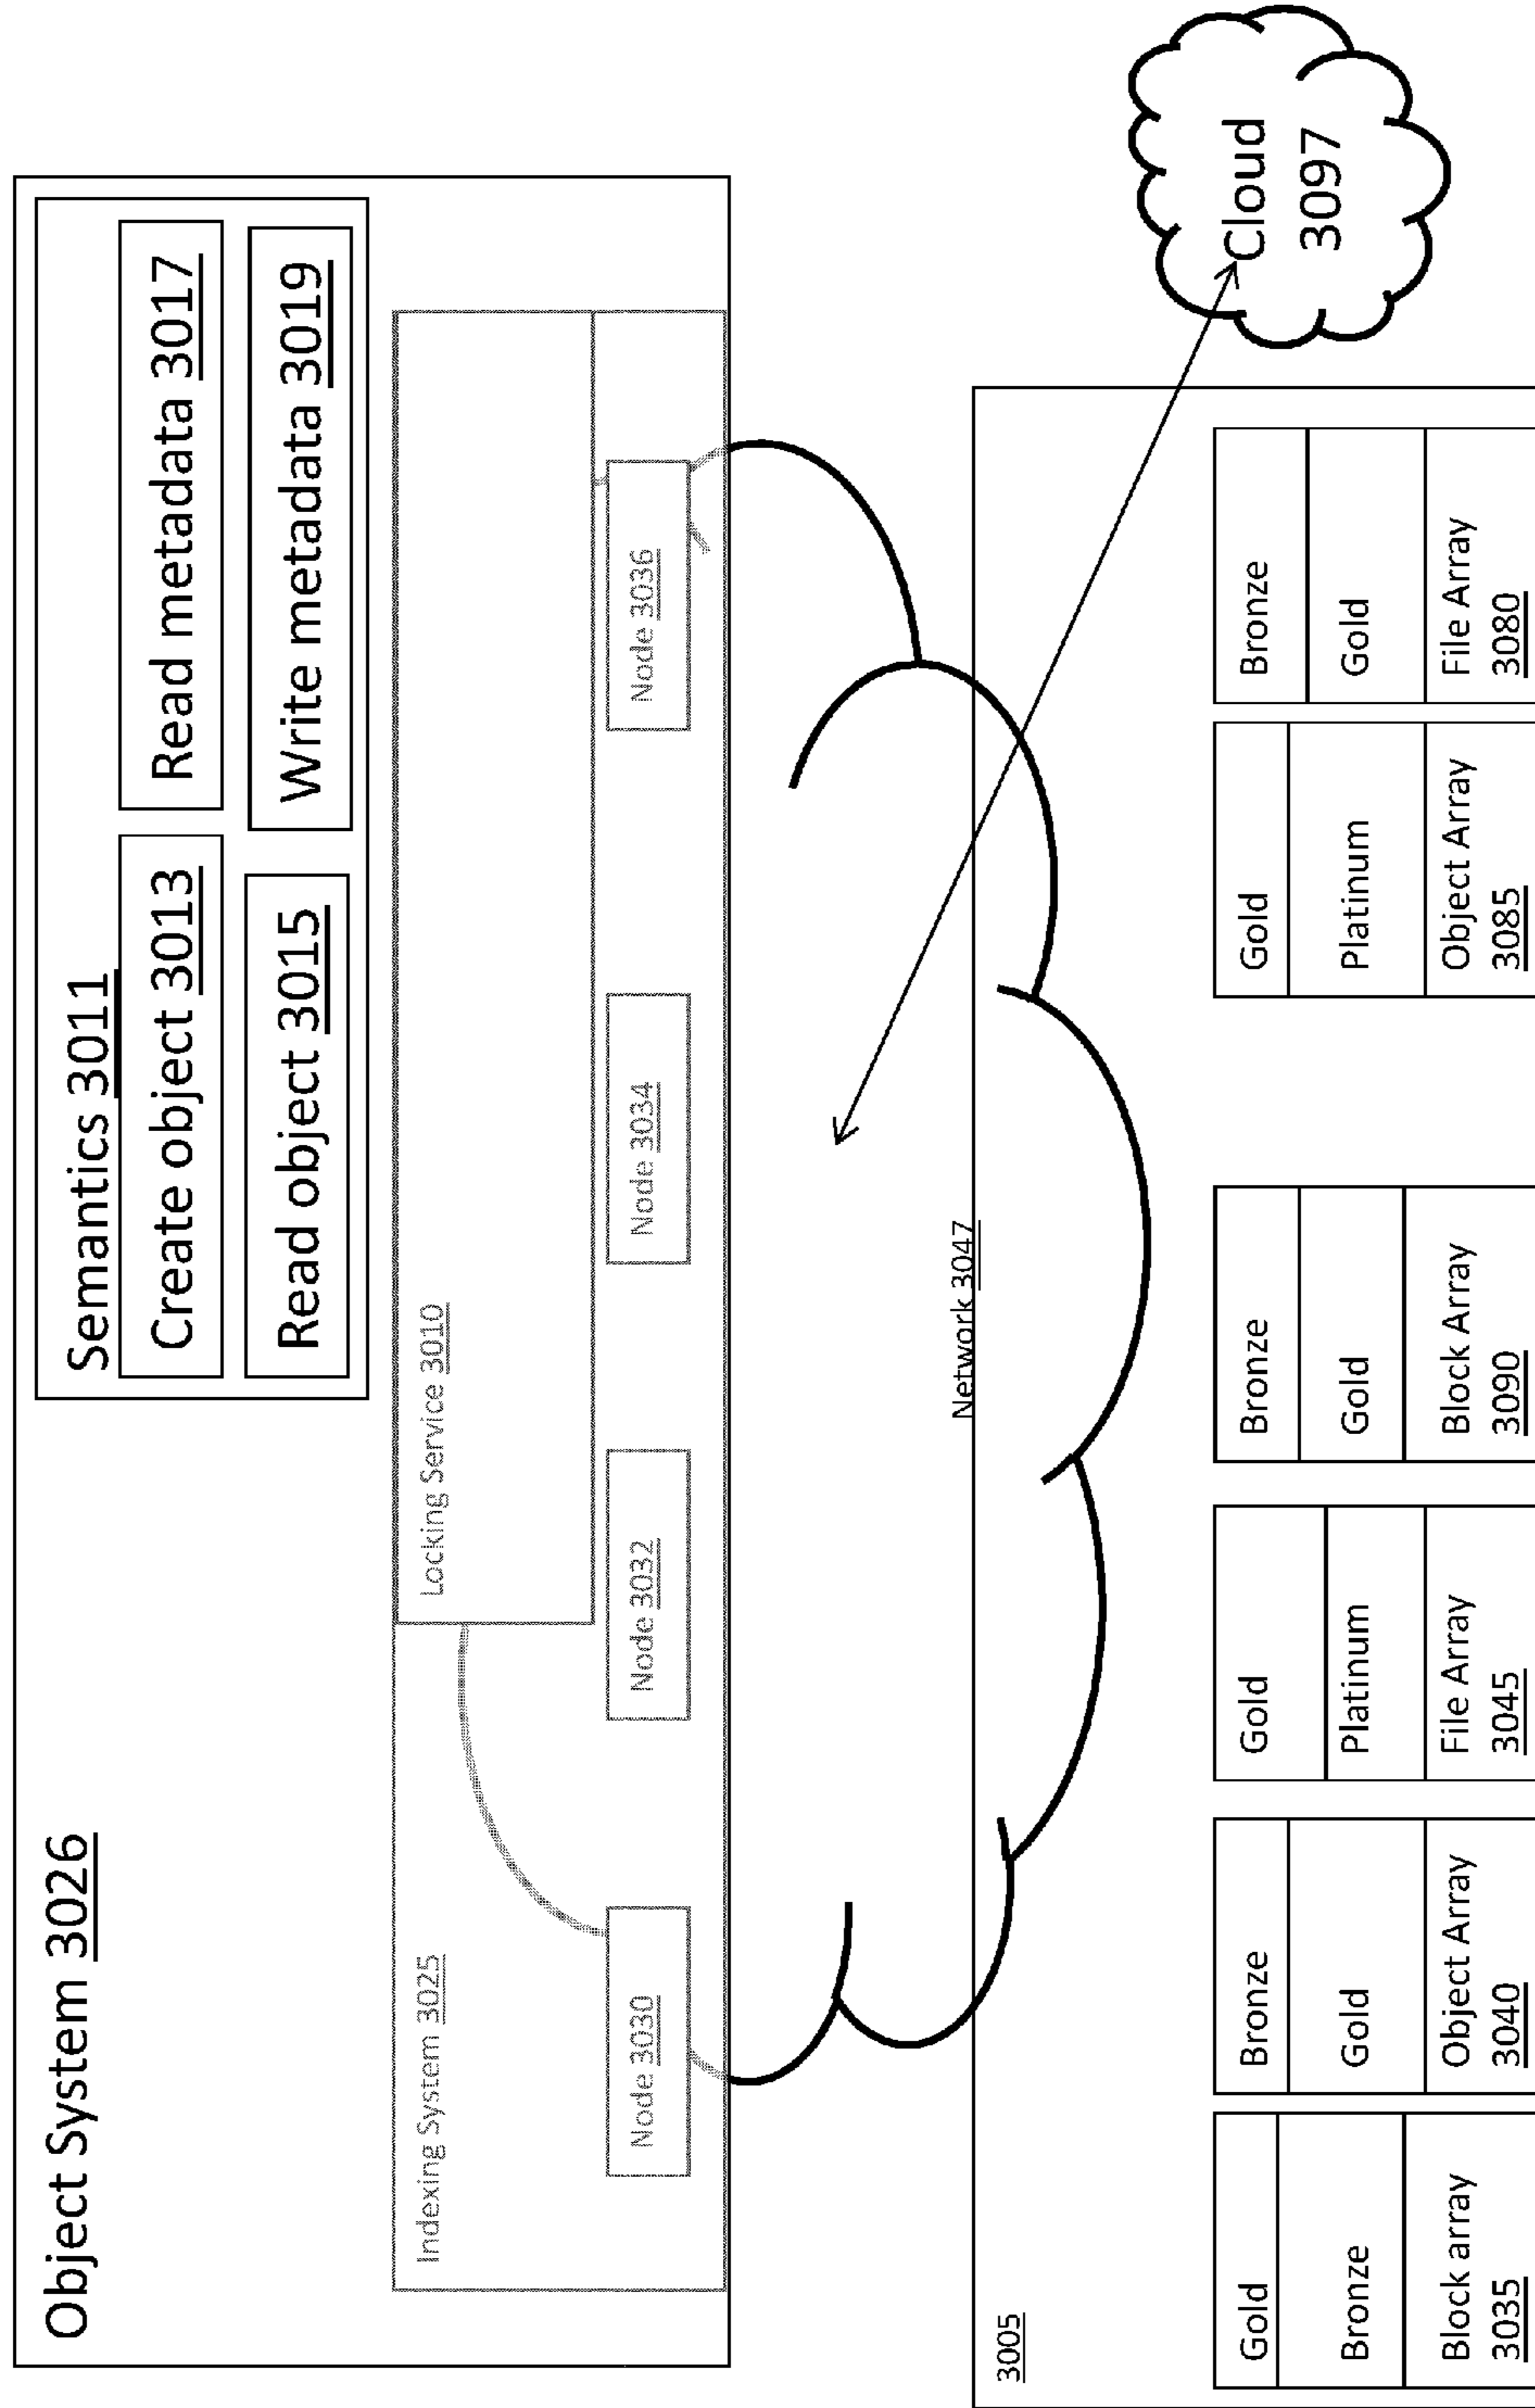 Object System 3026
Semantics 3011
Create object 3013
Read metadata 3017
Read object 3015
Write metadata 3019
Indexing System 3025
Locking Service 3010
Node 3030
Node 3032
Node 3034
Node 3036
Network 3047
Cloud
3097
3005
Gold
Bronze
Block array
3035
Bronze
Gold
Object Array
3040
Gold
Platinum
File Array
3045
Bronze
Gold
Block Array
3090
Gold
Platinum
Object Array
3085
Bronze
Gold
File Array
3080